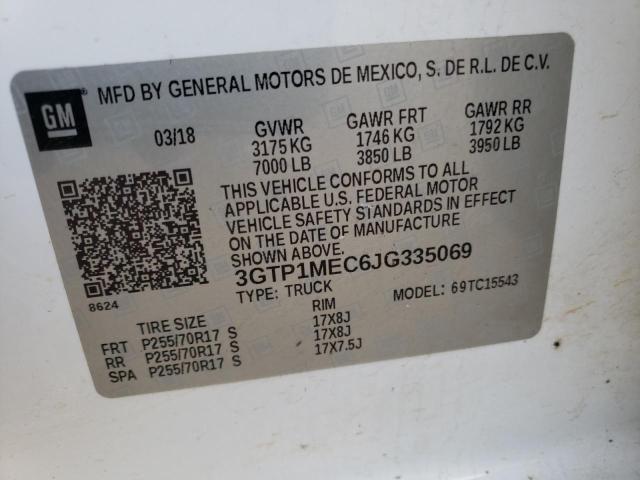 GM
MFD BY GENERAL MOTORS DE MEXICO, S. DE R.L. DE C.V.
03/18 GVWR GAWR FRT GAWR RR
3175 KG 1746 KG 1792 KG
7000 LB 3850 LB 3950 LB
THIS VEHICLE CONFORMS TO ALL
APPLICABLE U.S. FEDERAL MOTOR
VEHICLE SAFETY STANDARDS IN EFFECT
ON THE DATE OF MANUFACTURE
SHOWN ABOVE.
3GTP1MEC6JG335069
8624
TYPE: TRUCK MODEL: 69TC15543
TIRE SIZE RIM
FRT P255/70R17 S 17X8J
RR P255/70R17 S 17X8J
SPA P255/70R17 S 17X7.5J